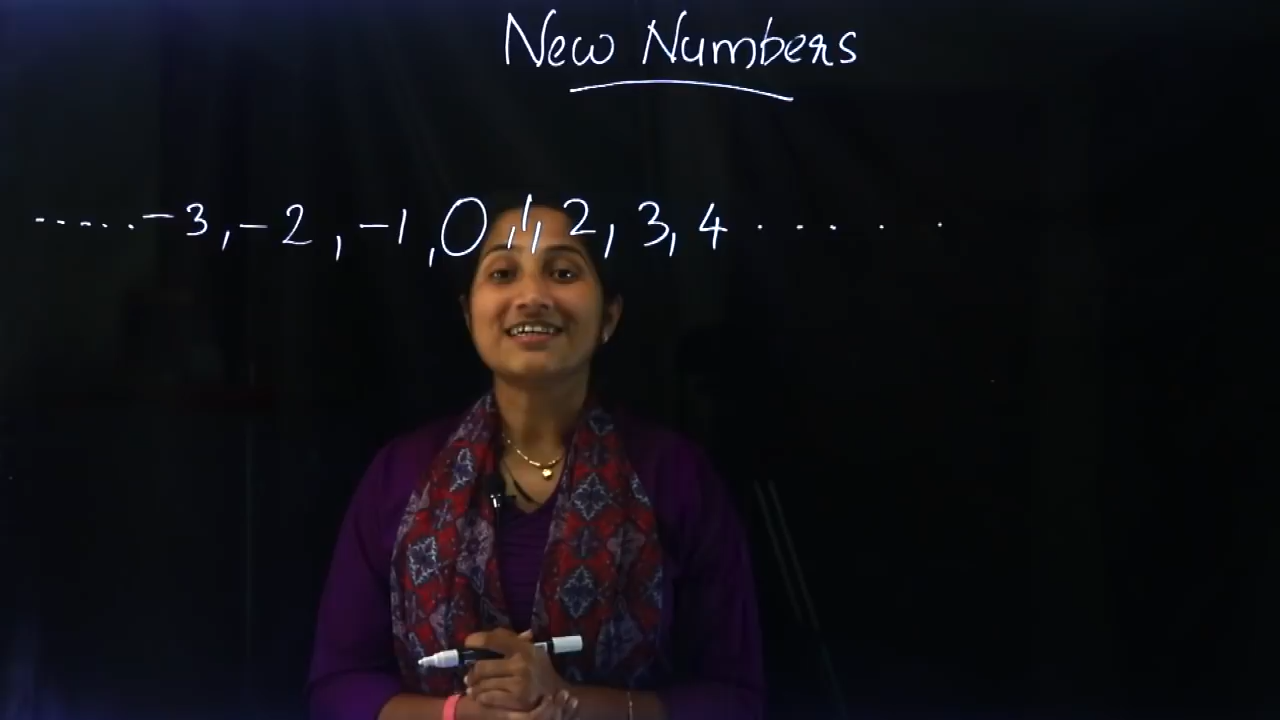 New Numbers
.....-3, -2, -1, 0, 1, 2, 3, 4 . . . . . .